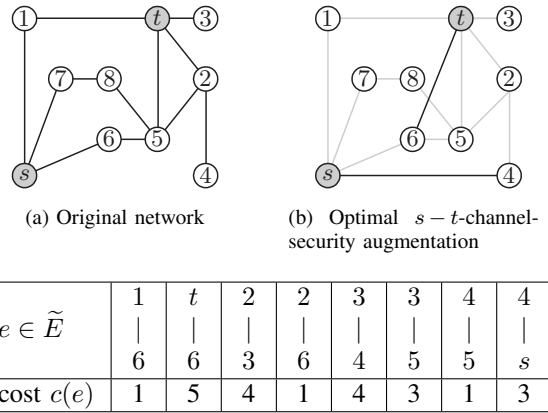 1 t 3
7 8 2
6 5
s 4
1 t 3
7 8 2
6 5
s 4
(a) Original network
(b) Optimal s − t-channel-
security augmentation
1 t 2 2 3 3 4 4
e ∈ Ẽ | | | | | | | |
6 6 3 6 4 5 5 s
cost c(e) 1 5 4 1 4 3 1 3